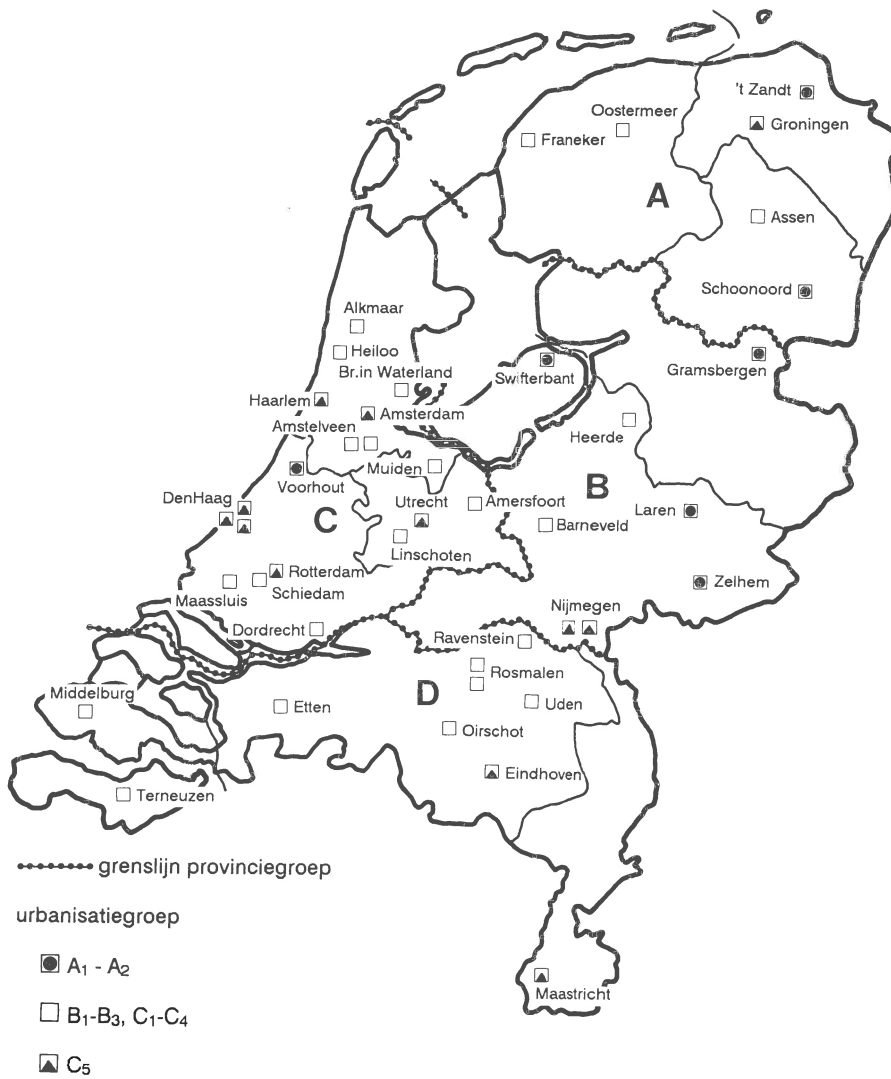 't Zandt
Oostermeer
Groningen
Franeker
A
Assen
Schoonoord
Alkmaar
Heiloo
Gramsbergen
Br.in Waterland
Swifterbant
Haarlem
Amsterdam
Amstelveen
Heerde
Muiden
Voorhout
B
DenHaag
Utrecht
Amersfoort
Laren
C
Barneveld
Linschoten
Rotterdam
Zelhem
Schiedam
Maassluis
Nijmegen
Dordrecht
Ravenstein
Rosmalen
Middelburg
D
Etten
Uden
Oirschot
Eindhoven
Terneuzen
grenslijn provinciegroep
urbanisatiegroep
A1 - A2
Maastricht
B1-B3, C1-C4
C5